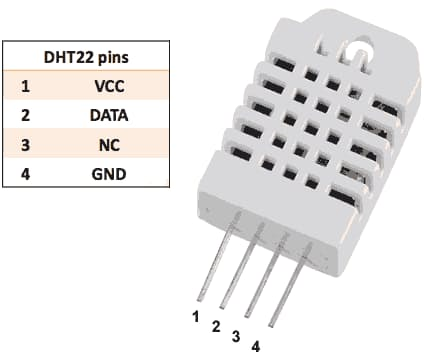 DHT22 pins
1 VCC
2 DATA
3 NC
4 GND
1
2
3
4